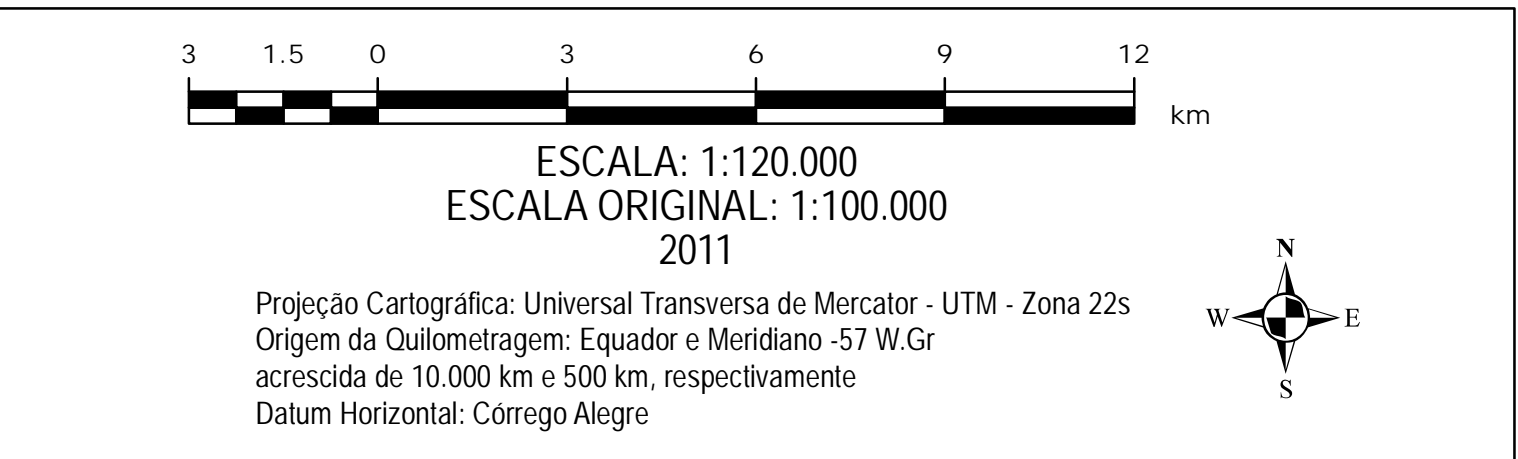 3 1.5 0 3 6 9 12
km
ESCALA: 1:120.000
ESCALA ORIGINAL: 1:100.000
2011
Projeção Cartográfica: Universal Transversa de Mercator - UTM - Zona 22s
Origem da Quilometragem: Equador e Meridiano -57 W.Gr
acrescida de 10.000 km e 500 km, respectivamente
Datum Horizontal: Córrego Alegre
N
W E
S